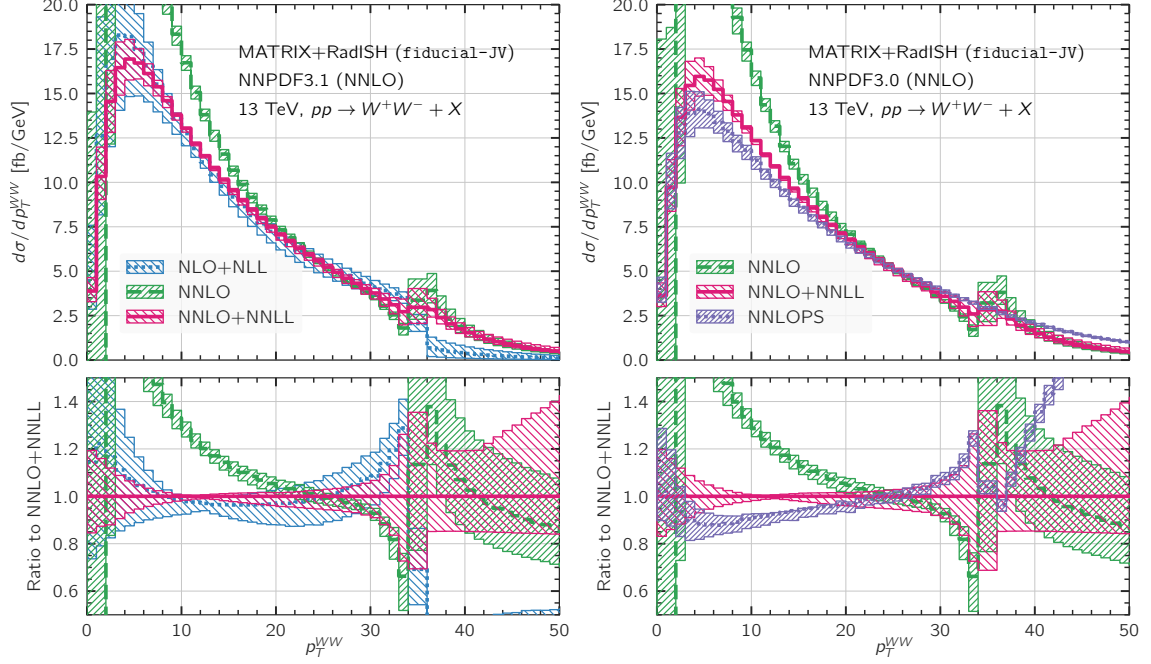 20.0
17.5
15.0
12.5
10.0
7.5
5.0
2.5
0.0
dσ/dp_T^{WW} [fb/GeV]
MATRIX+RadISH (fiducial-JV)
NNPDF3.1 (NNLO)
13 TeV, pp → W⁺W⁻ + X
NLO+NLL
NNLO
NNLO+NNLL
1.4
1.2
1.0
0.8
0.6
Ratio to NNLO+NNLL
0 10 20 30 40 50
p_T^{WW}
20.0
17.5
15.0
12.5
10.0
7.5
5.0
2.5
0.0
dσ/dp_T^{WW} [fb/GeV]
MATRIX+RadISH (fiducial-JV)
NNPDF3.0 (NNLO)
13 TeV, pp → W⁺W⁻ + X
NNLO
NNLO+NNLL
NNLOPS
1.4
1.2
1.0
0.8
0.6
Ratio to NNLO+NNLL
0 10 20 30 40 50
p_T^{WW}